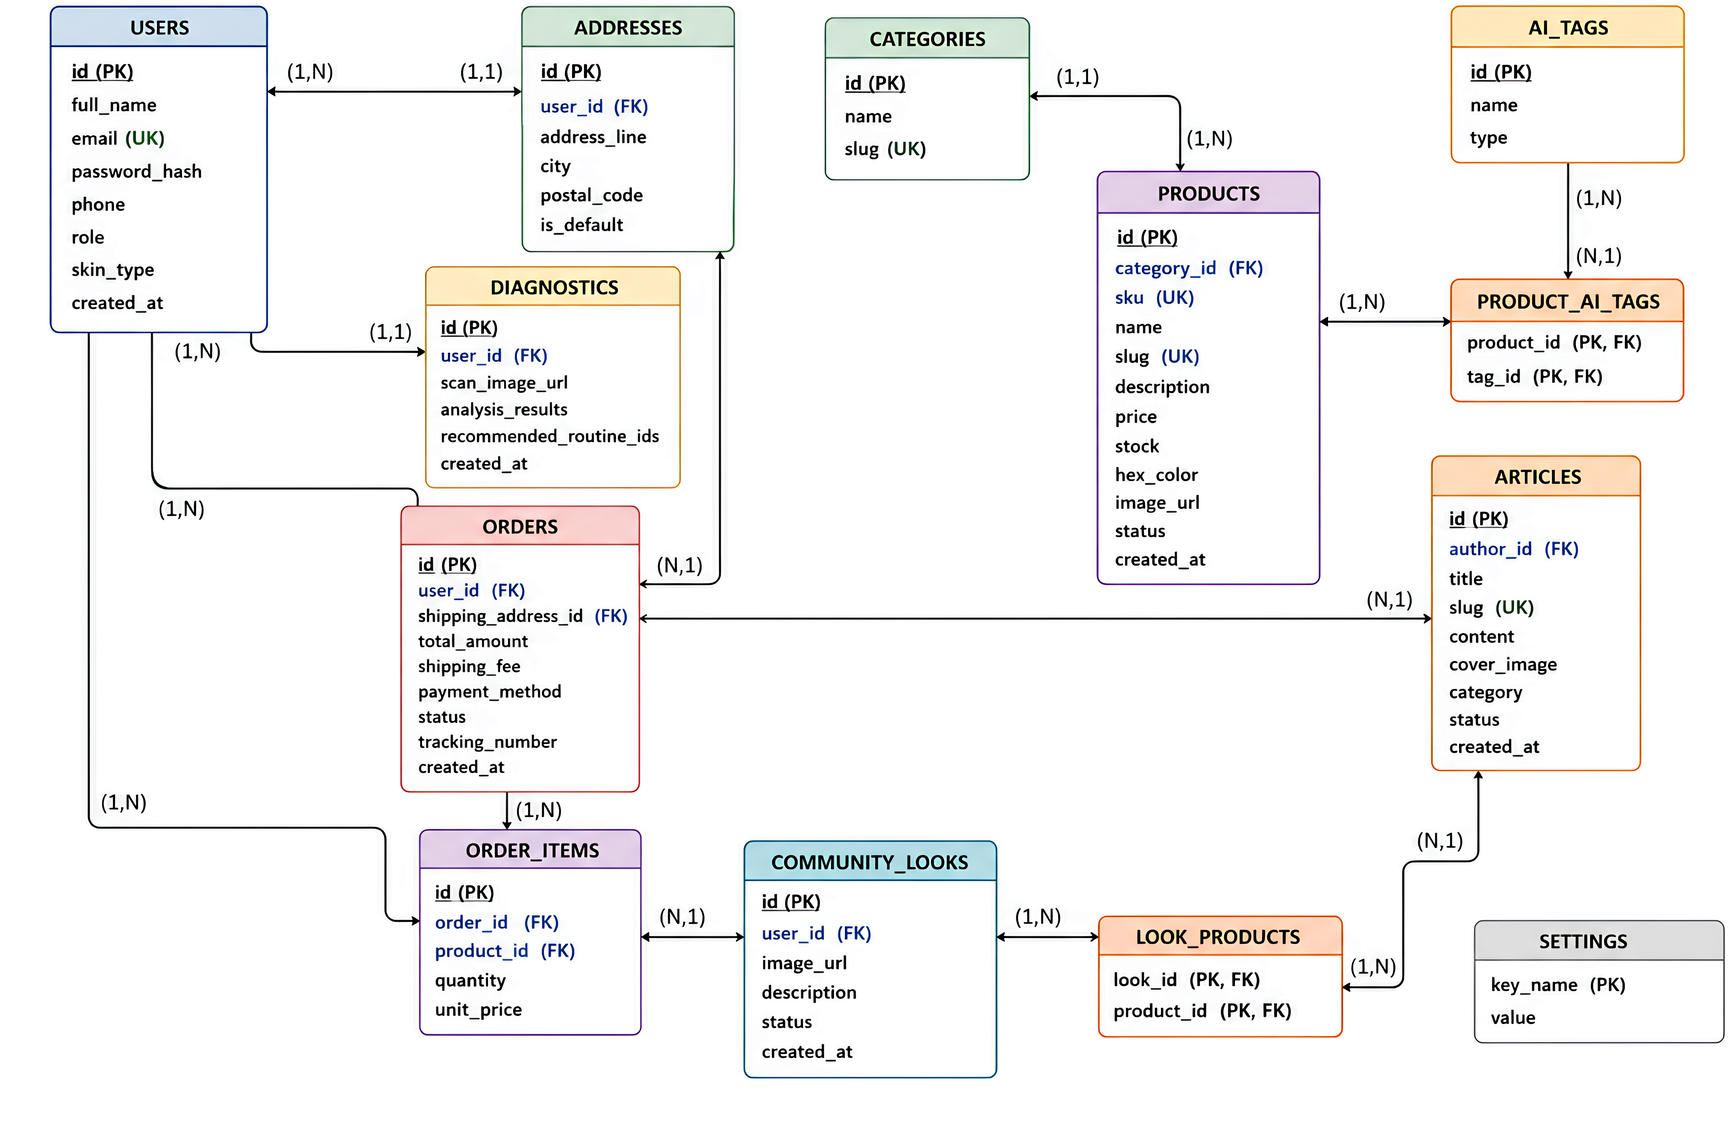 USERS
id (PK)
full_name
email (UK)
password_hash
phone
role
skin_type
created_at
(1,N)
(1,1)
ADDRESSES
id (PK)
user_id (FK)
address_line
city
postal_code
is_default
CATEGORIES
id (PK)
name
slug (UK)
(1,1)
(1,N)
AI_TAGS
id (PK)
name
type
(1,N)
(N,1)
PRODUCTS
id (PK)
category_id (FK)
sku (UK)
name
slug (UK)
description
price
stock
hex_color
image_url
status
created_at
(1,N)
PRODUCT_AI_TAGS
product_id (PK, FK)
tag_id (PK, FK)
(1,N)
(1,1)
DIAGNOSTICS
id (PK)
user_id (FK)
scan_image_url
analysis_results
recommended_routine_ids
created_at
(1,N)
ORDERS
id (PK)
user_id (FK)
shipping_address_id (FK)
total_amount
shipping_fee
payment_method
status
tracking_number
created_at
(N,1)
(N,1)
ARTICLES
id (PK)
author_id (FK)
title
slug (UK)
content
cover_image
category
status
created_at
(1,N)
(1,N)
ORDER_ITEMS
id (PK)
order_id (FK)
product_id (FK)
quantity
unit_price
(N,1)
COMMUNITY_LOOKS
id (PK)
user_id (FK)
image_url
description
status
created_at
(1,N)
LOOK_PRODUCTS
look_id (PK, FK)
product_id (PK, FK)
(1,N)
(N,1)
SETTINGS
key_name (PK)
value